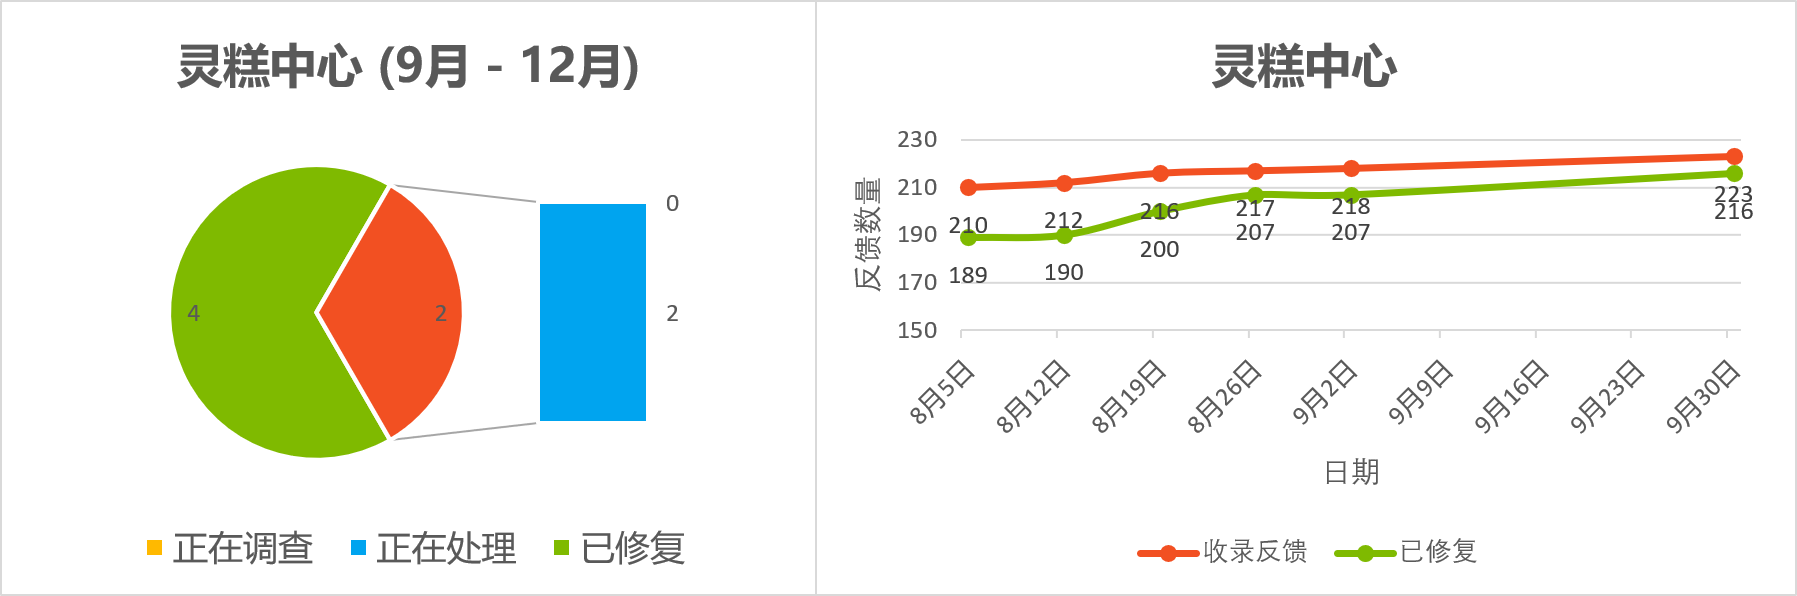 灵糕中心 (9月 - 12月)
4
2
0
2
正在调查
正在处理
已修复
灵糕中心
反馈数量
230
210
190
170
150
210
212
216
217
218
223
189
190
200
207
207
216
8月5日
8月12日
8月19日
8月26日
9月2日
9月9日
9月16日
9月23日
9月30日
日期
收录反馈
已修复